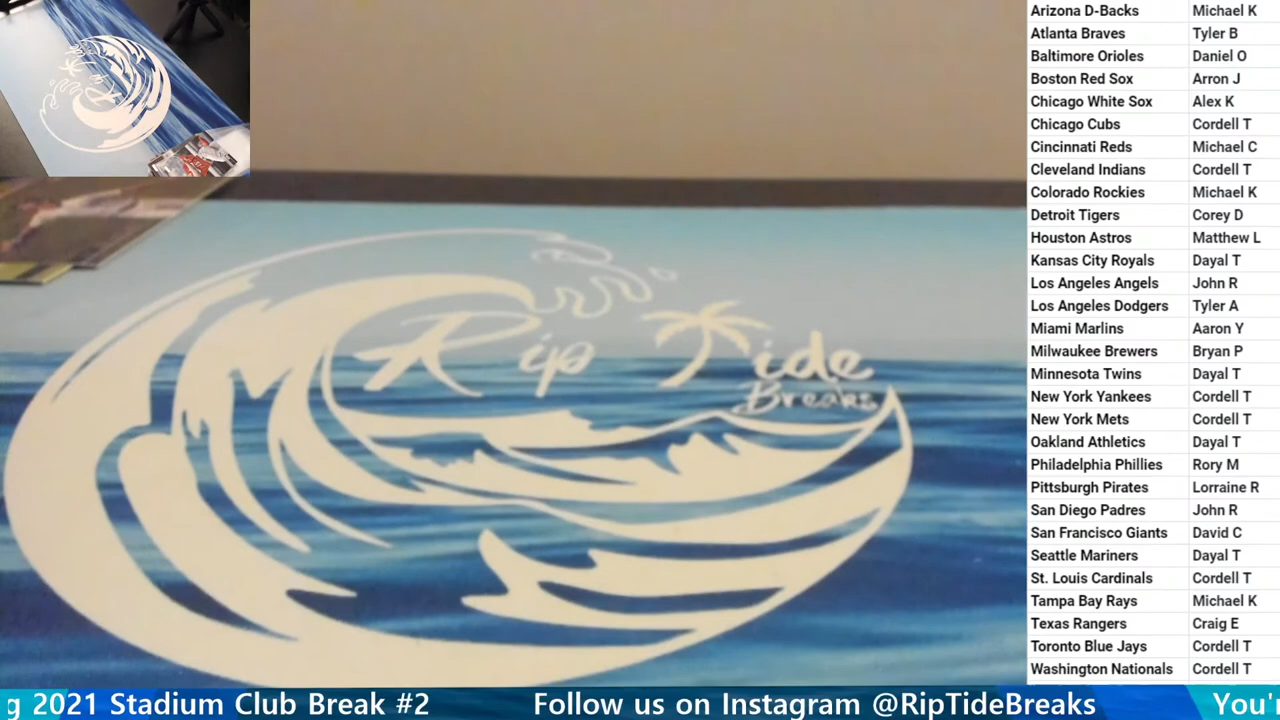 Rip Tide
Breaks
Arizona D-Backs Michael K
Atlanta Braves Tyler B
Baltimore Orioles Daniel O
Boston Red Sox Arron J
Chicago White Sox Alex K
Chicago Cubs Cordell T
Cincinnati Reds Michael C
Cleveland Indians Cordell T
Colorado Rockies Michael K
Detroit Tigers Corey D
Houston Astros Matthew L
Kansas City Royals Dayal T
Los Angeles Angels John R
Los Angeles Dodgers Tyler A
Miami Marlins Aaron Y
Milwaukee Brewers Bryan P
Minnesota Twins Dayal T
New York Yankees Cordell T
New York Mets Cordell T
Oakland Athletics Dayal T
Philadelphia Phillies Rory M
Pittsburgh Pirates Lorraine R
San Diego Padres John R
San Francisco Giants David C
Seattle Mariners Dayal T
St. Louis Cardinals Cordell T
Tampa Bay Rays Michael K
Texas Rangers Craig E
Toronto Blue Jays Cordell T
Washington Nationals Cordell T
g 2021 Stadium Club Break #2 Follow us on Instagram @RipTideBreaks